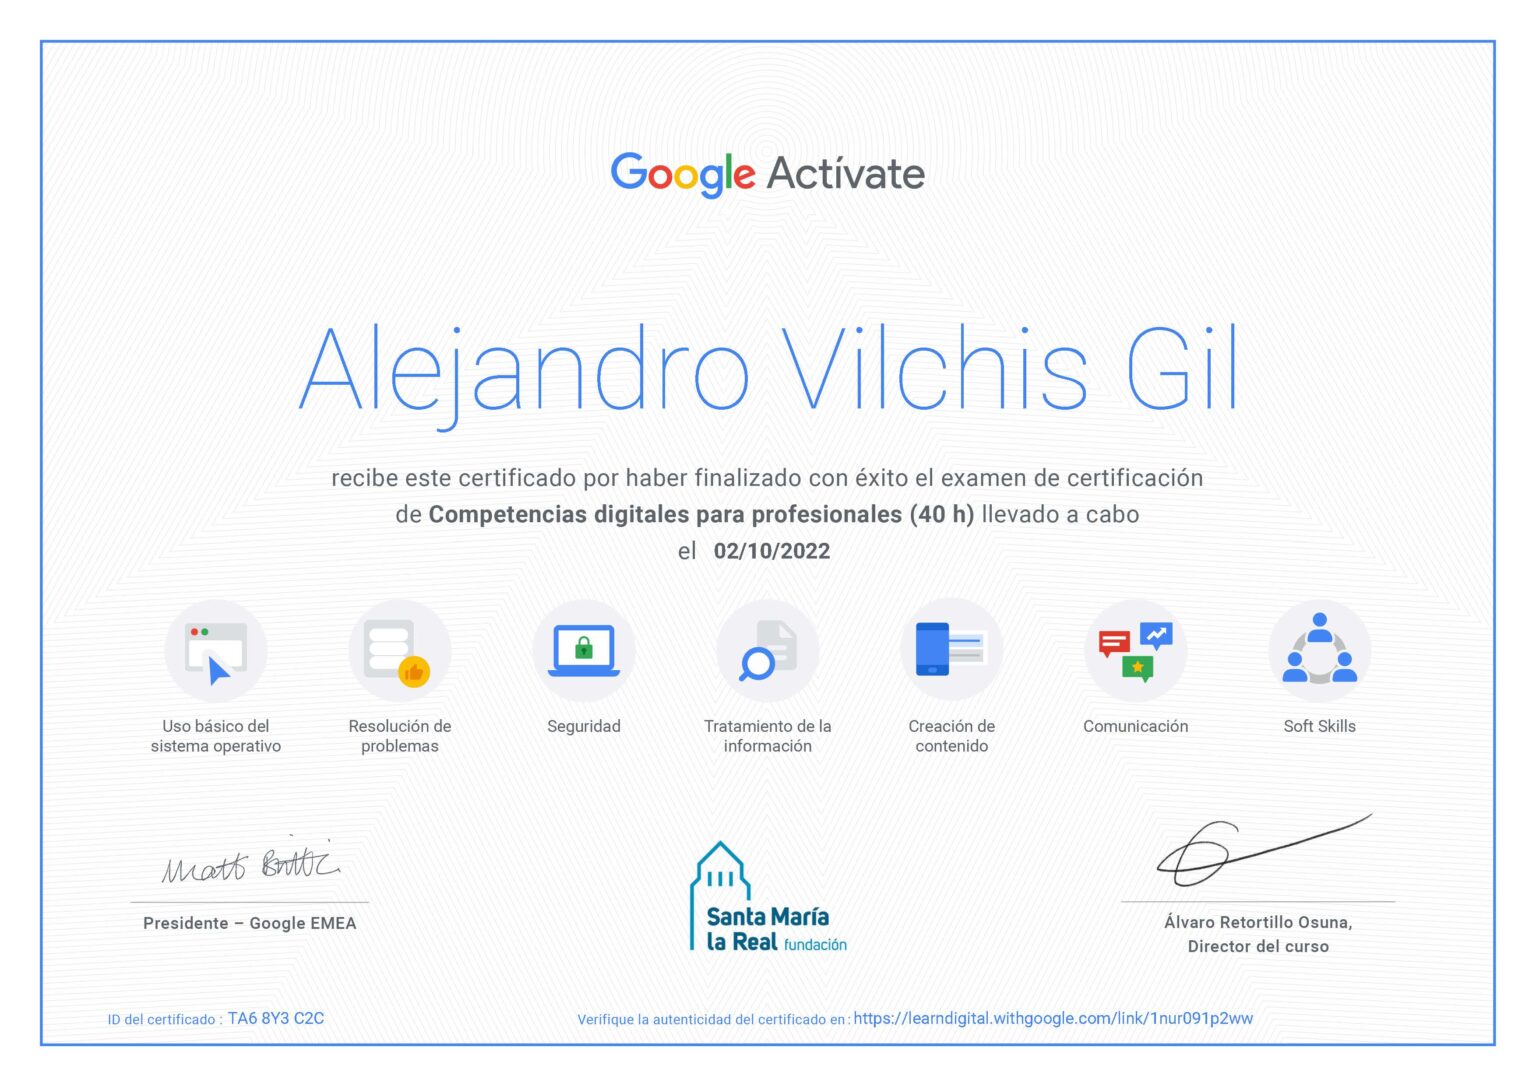 Google Actívate
Alejandro Vilchis Gil
recibe este certificado por haber finalizado con éxito el examen de certificación
de Competencias digitales para profesionales (40 h) llevado a cabo
el 02/10/2022
Uso básico del
sistema operativo
Resolución de
problemas
Seguridad
Tratamiento de la
información
Creación de
contenido
Comunicación
Soft Skills
Matt Brittin
Presidente – Google EMEA
Santa María
la Real fundación
Álvaro Retortillo Osuna,
Director del curso
ID del certificado : TA6 8Y3 C2C
Verifique la autenticidad del certificado en : https://learndigital.withgoogle.com/link/1nur091p2ww